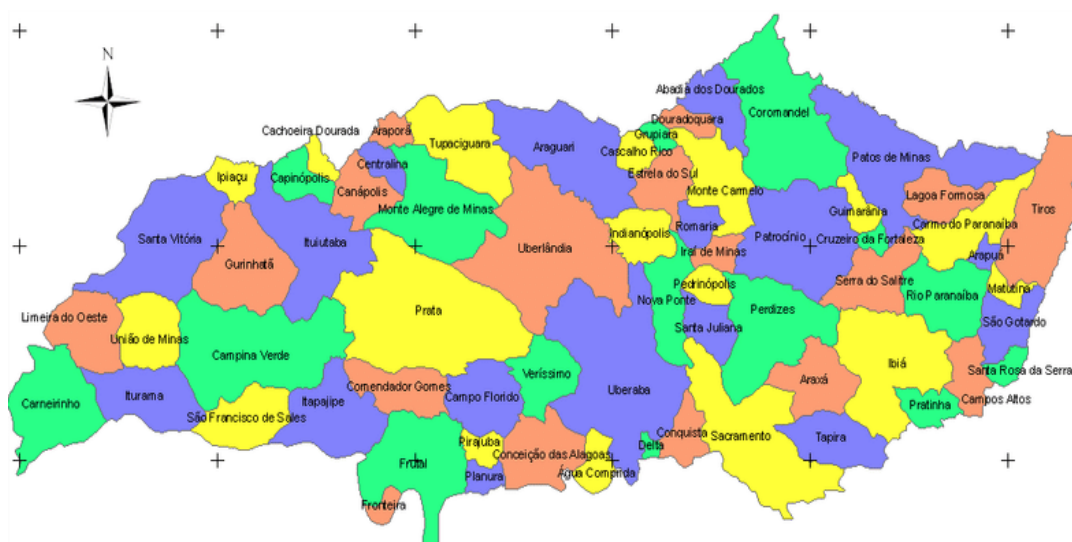 N
Abadia dos Dourados
Coromandel
Cachoeira Dourada
Araporã
Tupaciguara
Douradoquara
Grupiara
Araguari
Cascalho Rico
Patos de Minas
Centralina
Ipiaçu
Capinópolis
Canápolis
Estrela do Sul
Monte Carmelo
Lagoa Formosa
Monte Alegre de Minas
Guimarânia
Tiros
Carmo do Paranaíba
Romaria
Indianópolis
Santa Vitória
Ituiutaba
Uberlândia
Patrocínio
Cruzeiro da Fortaleza
Iraí de Minas
Arapuá
Gurinhatã
Pedrinópolis
Serra do Salitre
Matutina
Rio Paranaíba
Nova Ponte
Prata
Perdizes
Limeira do Oeste
São Gotardo
Santa Juliana
União de Minas
Campina Verde
Ibiá
Santa Rosa da Serra
Veríssimo
Araxá
Comendador Gomes
Uberaba
Campo Florido
Iturama
Itapajipe
Campos Altos
Carneirinho
Pratinha
São Francisco de Sales
Conquista
Sacramento
Tapira
Pirajuba
Delta
Conceição das Alagoas
Frutal
Água Comprida
Planura
Fronteira